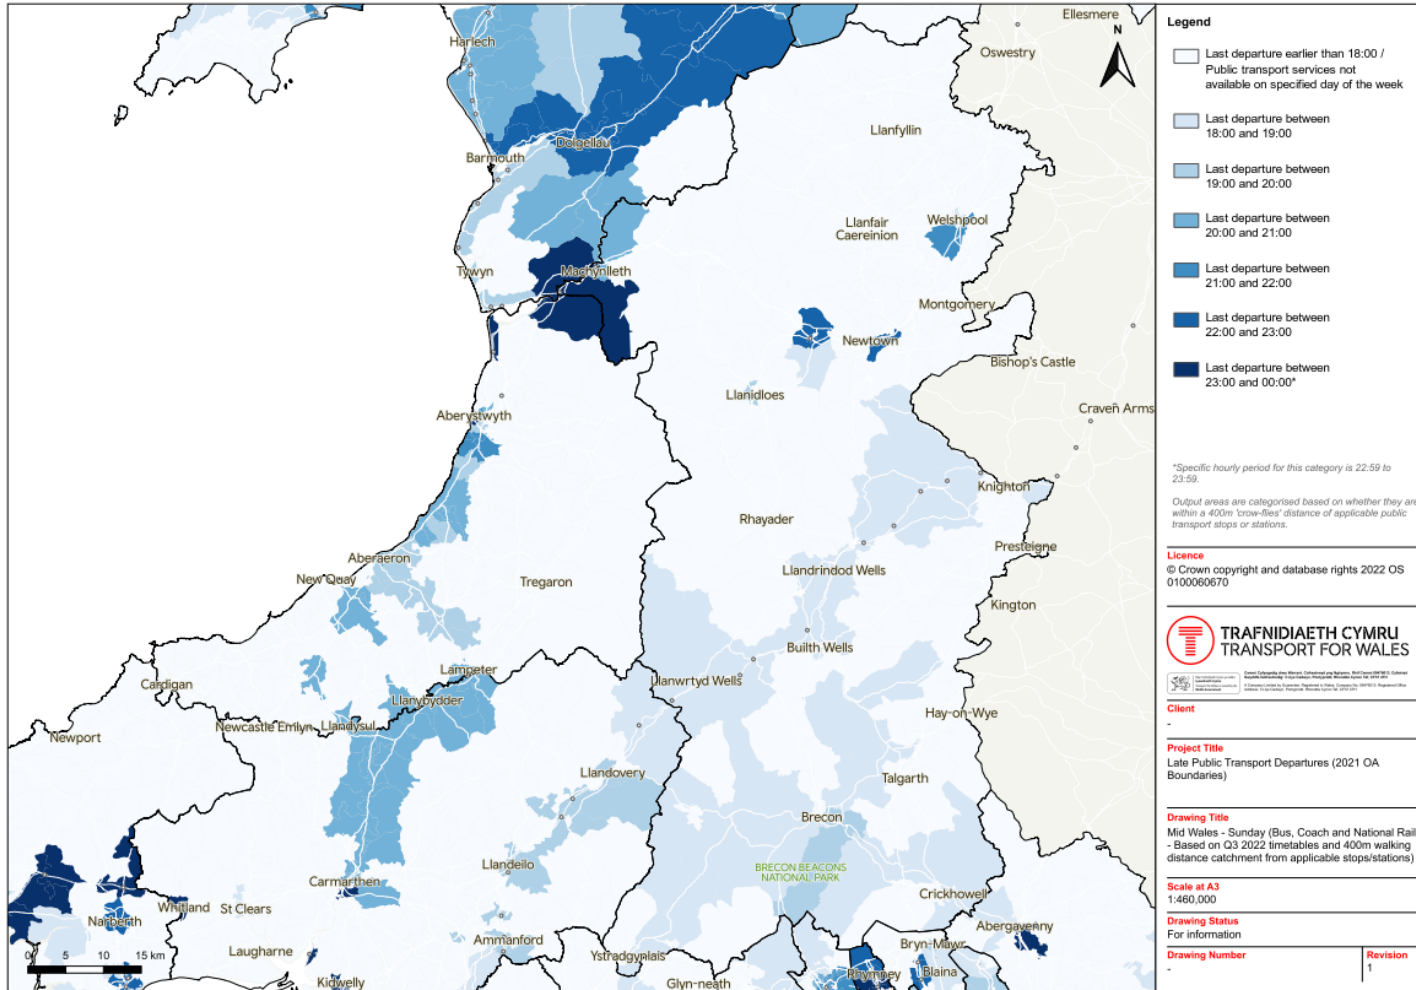 Ellesmere
Oswestry
N
Harlech
Llanfyllin
Dolgellau
Barmouth
Llanfair
Caereinion
Welshpool
Tywyn
Machynlleth
Montgomery
Newtown
Bishop's Castle
Llanidloes
Craven Arms
Aberystwyth
Knighton
Rhayader
Presteigne
Aberaeron
Llandrindod Wells
New Quay
Tregaron
Kington
Builth Wells
Lampeter
Llanwrtyd Wells
Cardigan
Llanybydder
Hay-on-Wye
Newcastle Emlyn
Llandysul
Newport
Llandovery
Talgarth
Brecon
Llandeilo
BRECON BEACONS
NATIONAL PARK
Carmarthen
Crickhowell
Whitland
St Clears
Narberth
Abergavenny
Laugharne
Ammanford
Bryn-Mawr
Ystradgynlais
0 5 10 15 km
Rhymney
Blaina
Kidwelly
Glyn-neath
Legend
Last departure earlier than 18:00 /
Public transport services not
available on specified day of the week
Last departure between
18:00 and 19:00
Last departure between
19:00 and 20:00
Last departure between
20:00 and 21:00
Last departure between
21:00 and 22:00
Last departure between
22:00 and 23:00
Last departure between
23:00 and 00:00*
*Specific hourly period for this category is 22:59 to
23:59.
Output areas are categorised based on whether they are
within a 400m 'crow-flies' distance of applicable public
transport stops or stations.
Licence
© Crown copyright and database rights 2022 OS
0100060670
TRAFNIDIAETH CYMRU
TRANSPORT FOR WALES
Client
-
Project Title
Late Public Transport Departures (2021 OA
Boundaries)
Drawing Title
Mid Wales - Sunday (Bus, Coach and National Rail
- Based on Q3 2022 timetables and 400m walking
distance catchment from applicable stops/stations)
Scale at A3
1:460,000
Drawing Status
For information
Drawing Number
-
Revision
1